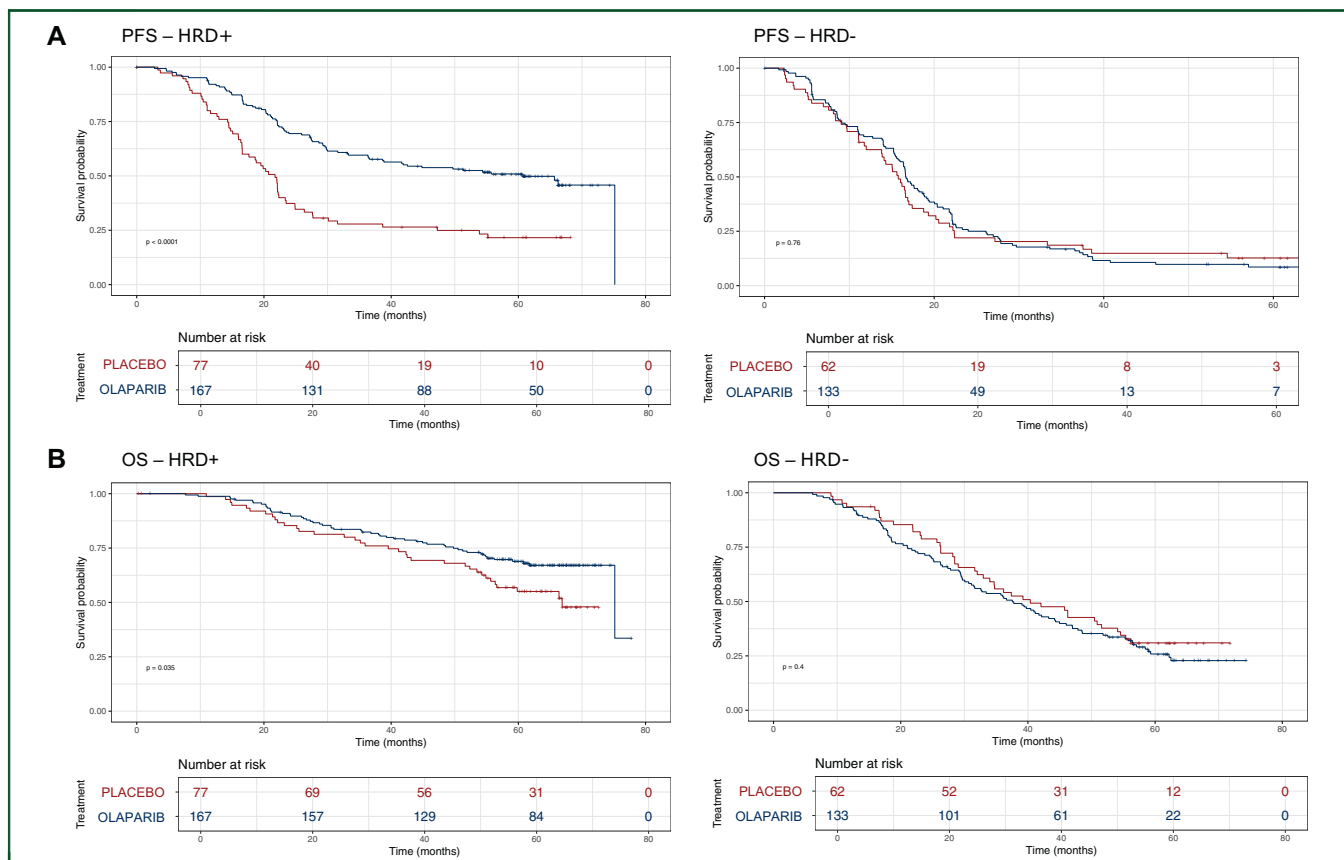 A
PFS – HRD+
PFS – HRD-
Survival probability
1.00
0.75
0.50
0.25
0.00
p < 0.0001
0 20 40 60 80
Time (months)
Survival probability
1.00
0.75
0.50
0.25
0.00
p = 0.76
0 20 40 60
Time (months)
Number at risk
Treatment
PLACEBO 77 40 19 10 0
OLAPARIB 167 131 88 50 0
0 20 40 60 80
Time (months)
Number at risk
Treatment
PLACEBO 62 19 8 3
OLAPARIB 133 49 13 7
0 20 40 60
Time (months)
B
OS – HRD+
OS – HRD-
Survival probability
1.00
0.75
0.50
0.25
0.00
p = 0.035
0 20 40 60 80
Time (months)
Survival probability
1.00
0.75
0.50
0.25
0.00
p = 0.4
0 20 40 60 80
Time (months)
Number at risk
Treatment
PLACEBO 77 69 56 31 0
OLAPARIB 167 157 129 84 0
0 20 40 60 80
Time (months)
Number at risk
Treatment
PLACEBO 62 52 31 12 0
OLAPARIB 133 101 61 22 0
0 20 40 60 80
Time (months)